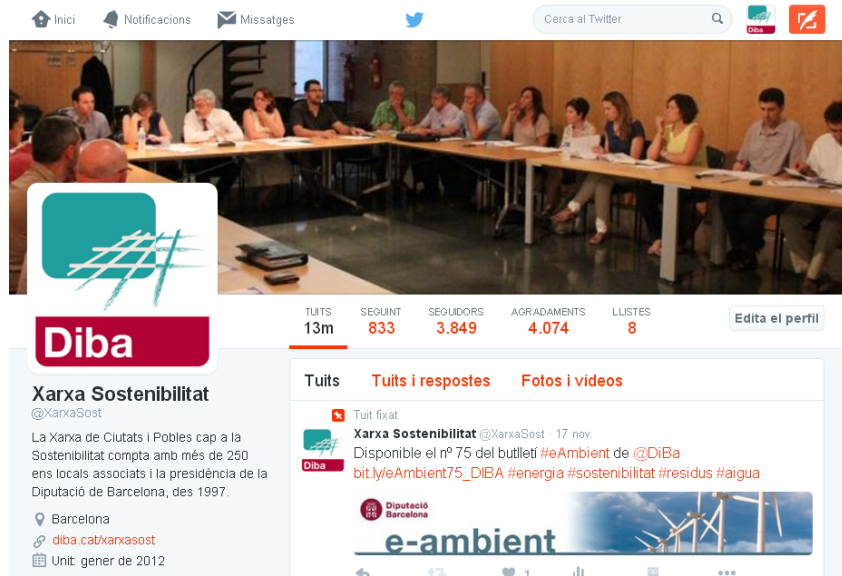 Inici
Notificacions
Missatges
Cerca al Twitter
Diba
Diba
TUITS
SEGUINT
SEGUIDORS
AGRADAMENTS
LLISTES
13m
833
3.849
4.074
8
Edita el perfil
Xarxa Sostenibilitat
@XarxaSost
La Xarxa de Ciutats i Pobles cap a la
Sostenibilitat compta amb més de 250
ens locals associats i la presidència de la
Diputació de Barcelona, des 1997.
Barcelona
diba.cat/xarxasost
Unit: gener de 2012
Tuits
Tuits i respostes
Fotos i vídeos
Tuit fixat
Xarxa Sostenibilitat @XarxaSost · 17 nov.
Disponible el nº 75 del butlletí #eAmbient de @DiBa
bit.ly/eAmbient75_DIBA #energia #sostenibilitat #residus #aigua
Diba
Diputació
Barcelona
e-ambient
1